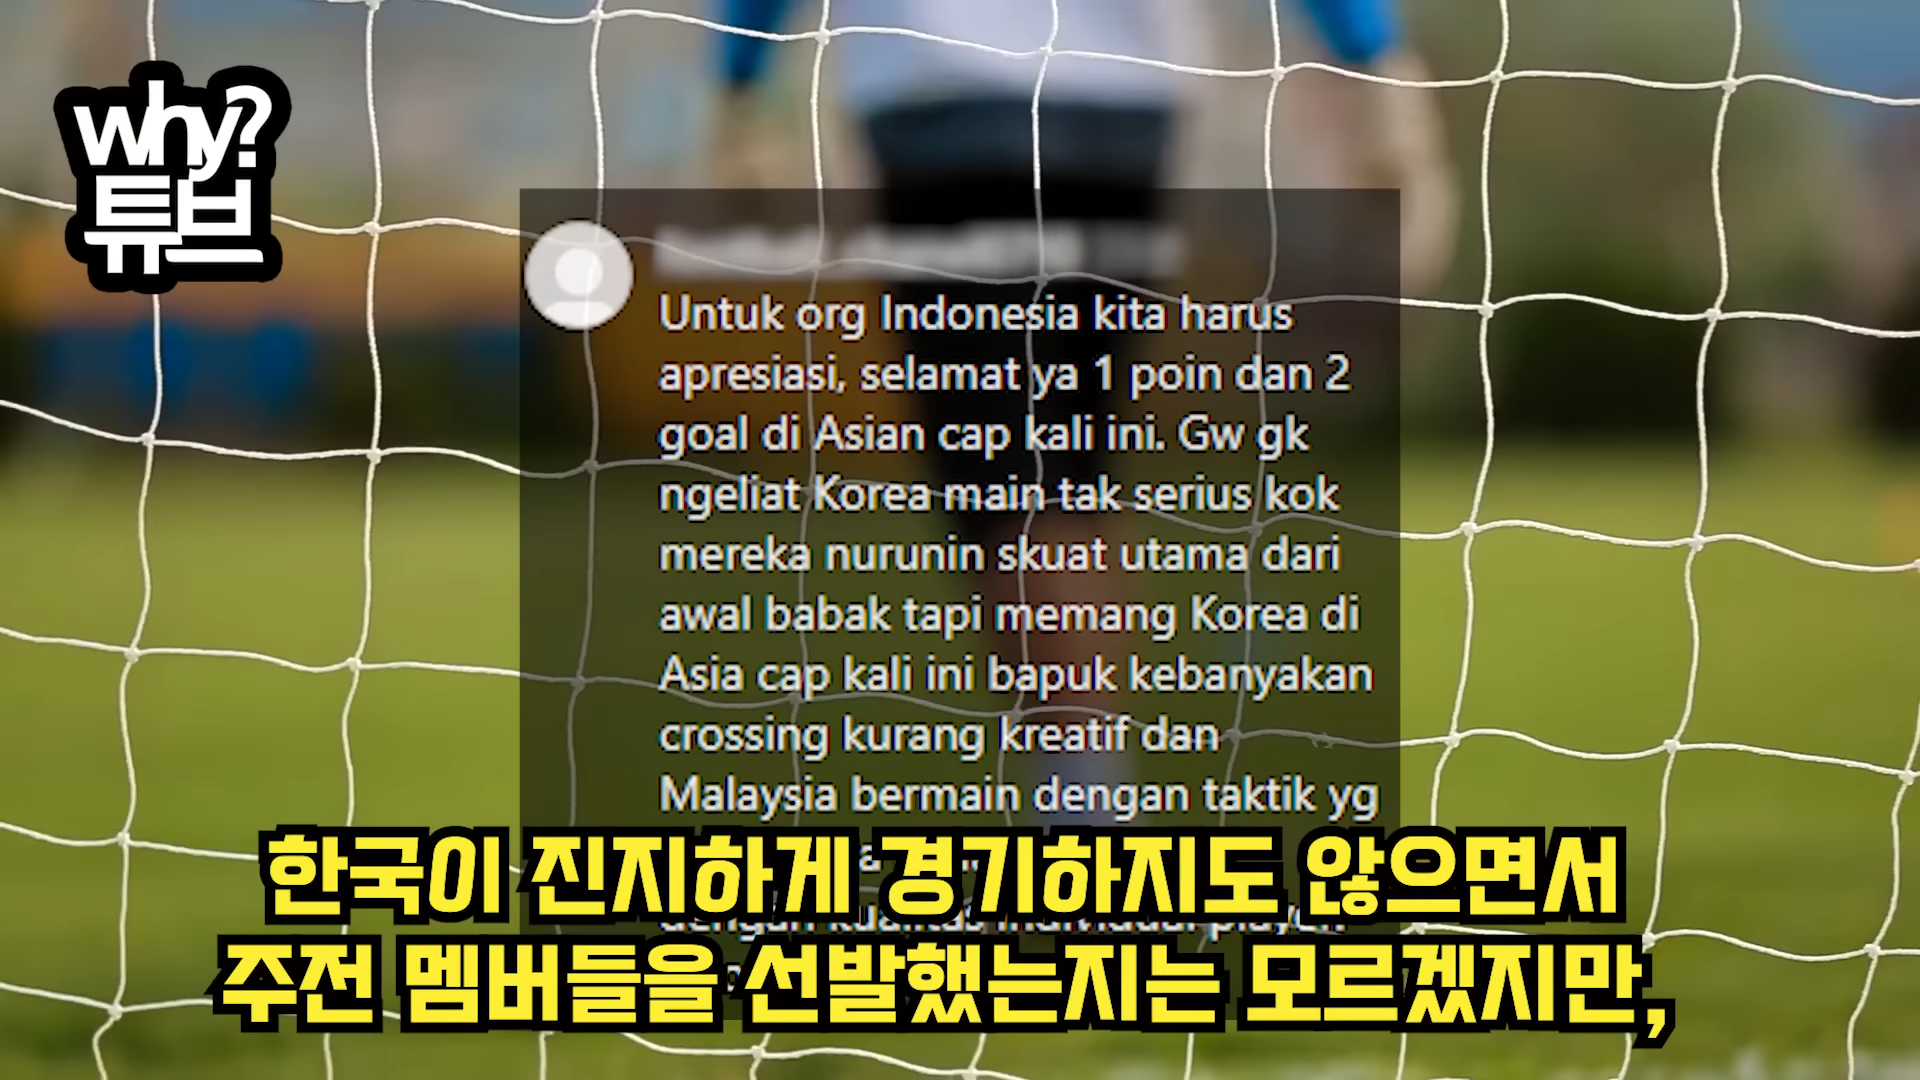 why?
튜브
Untuk org Indonesia kita harus
apresiasi, selamat ya 1 poin dan 2
goal di Asian cap kali ini. Gw gk
ngeliat Korea main tak serius kok
mereka nurunin skuat utama dari
awal babak tapi memang Korea di
Asia cap kali ini bapuk kebanyakan
crossing kurang kreatif dan
Malaysia bermain dengan taktik yg
dengan kualitas individual player
한국이 진지하게 경기하지도 않으면서
주전 멤버들을 선발했는지는 모르겠지만,